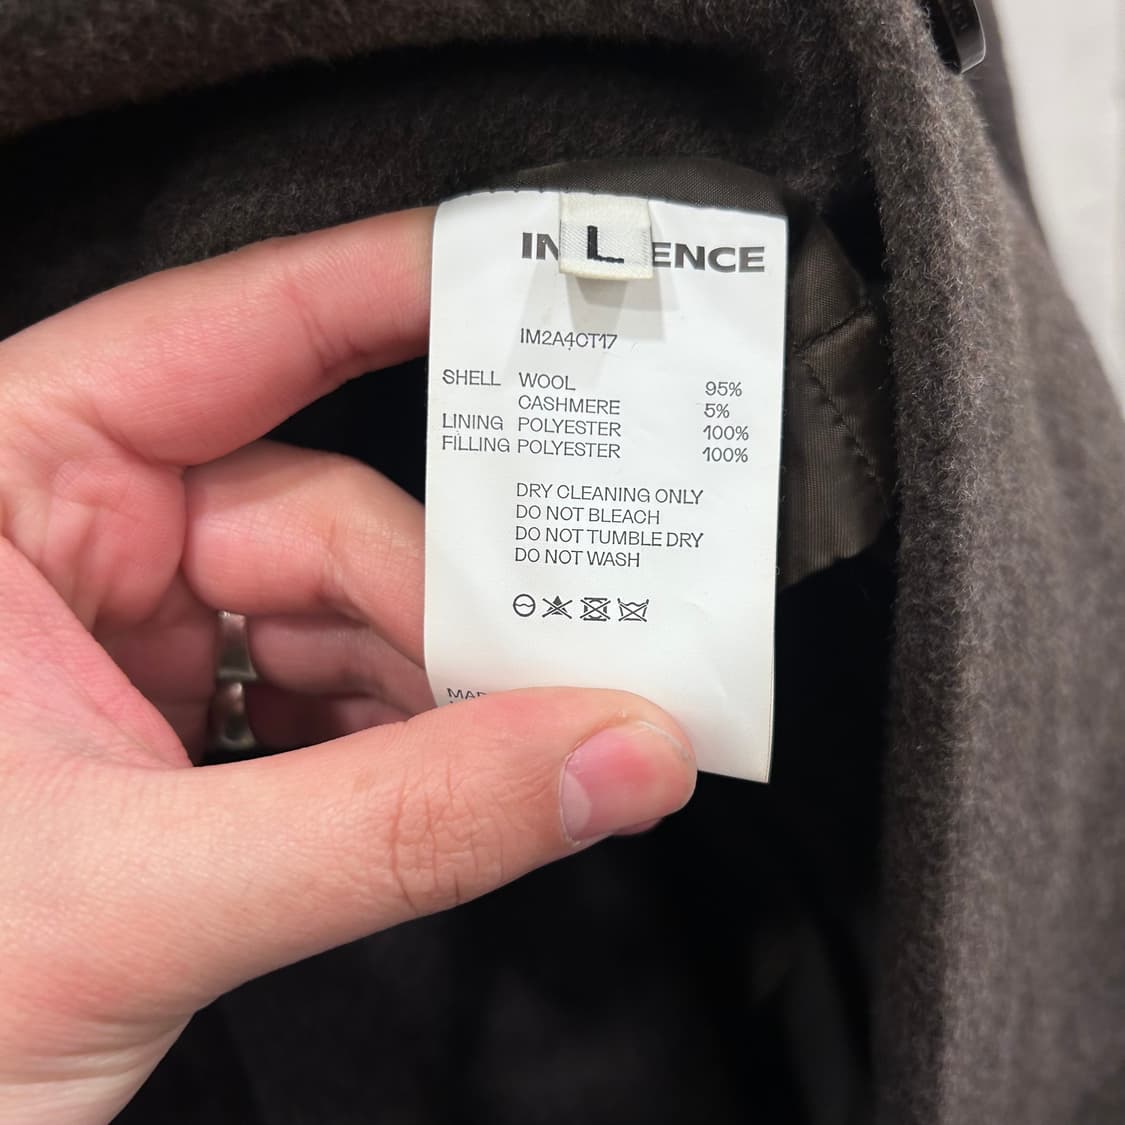 L
IN ENCE
IM2A4CT17
SHELL WOOL 95%
CASHMERE 5%
LINING POLYESTER 100%
FILLING POLYESTER 100%
DRY CLEANING ONLY
DO NOT BLEACH
DO NOT TUMBLE DRY
DO NOT WASH